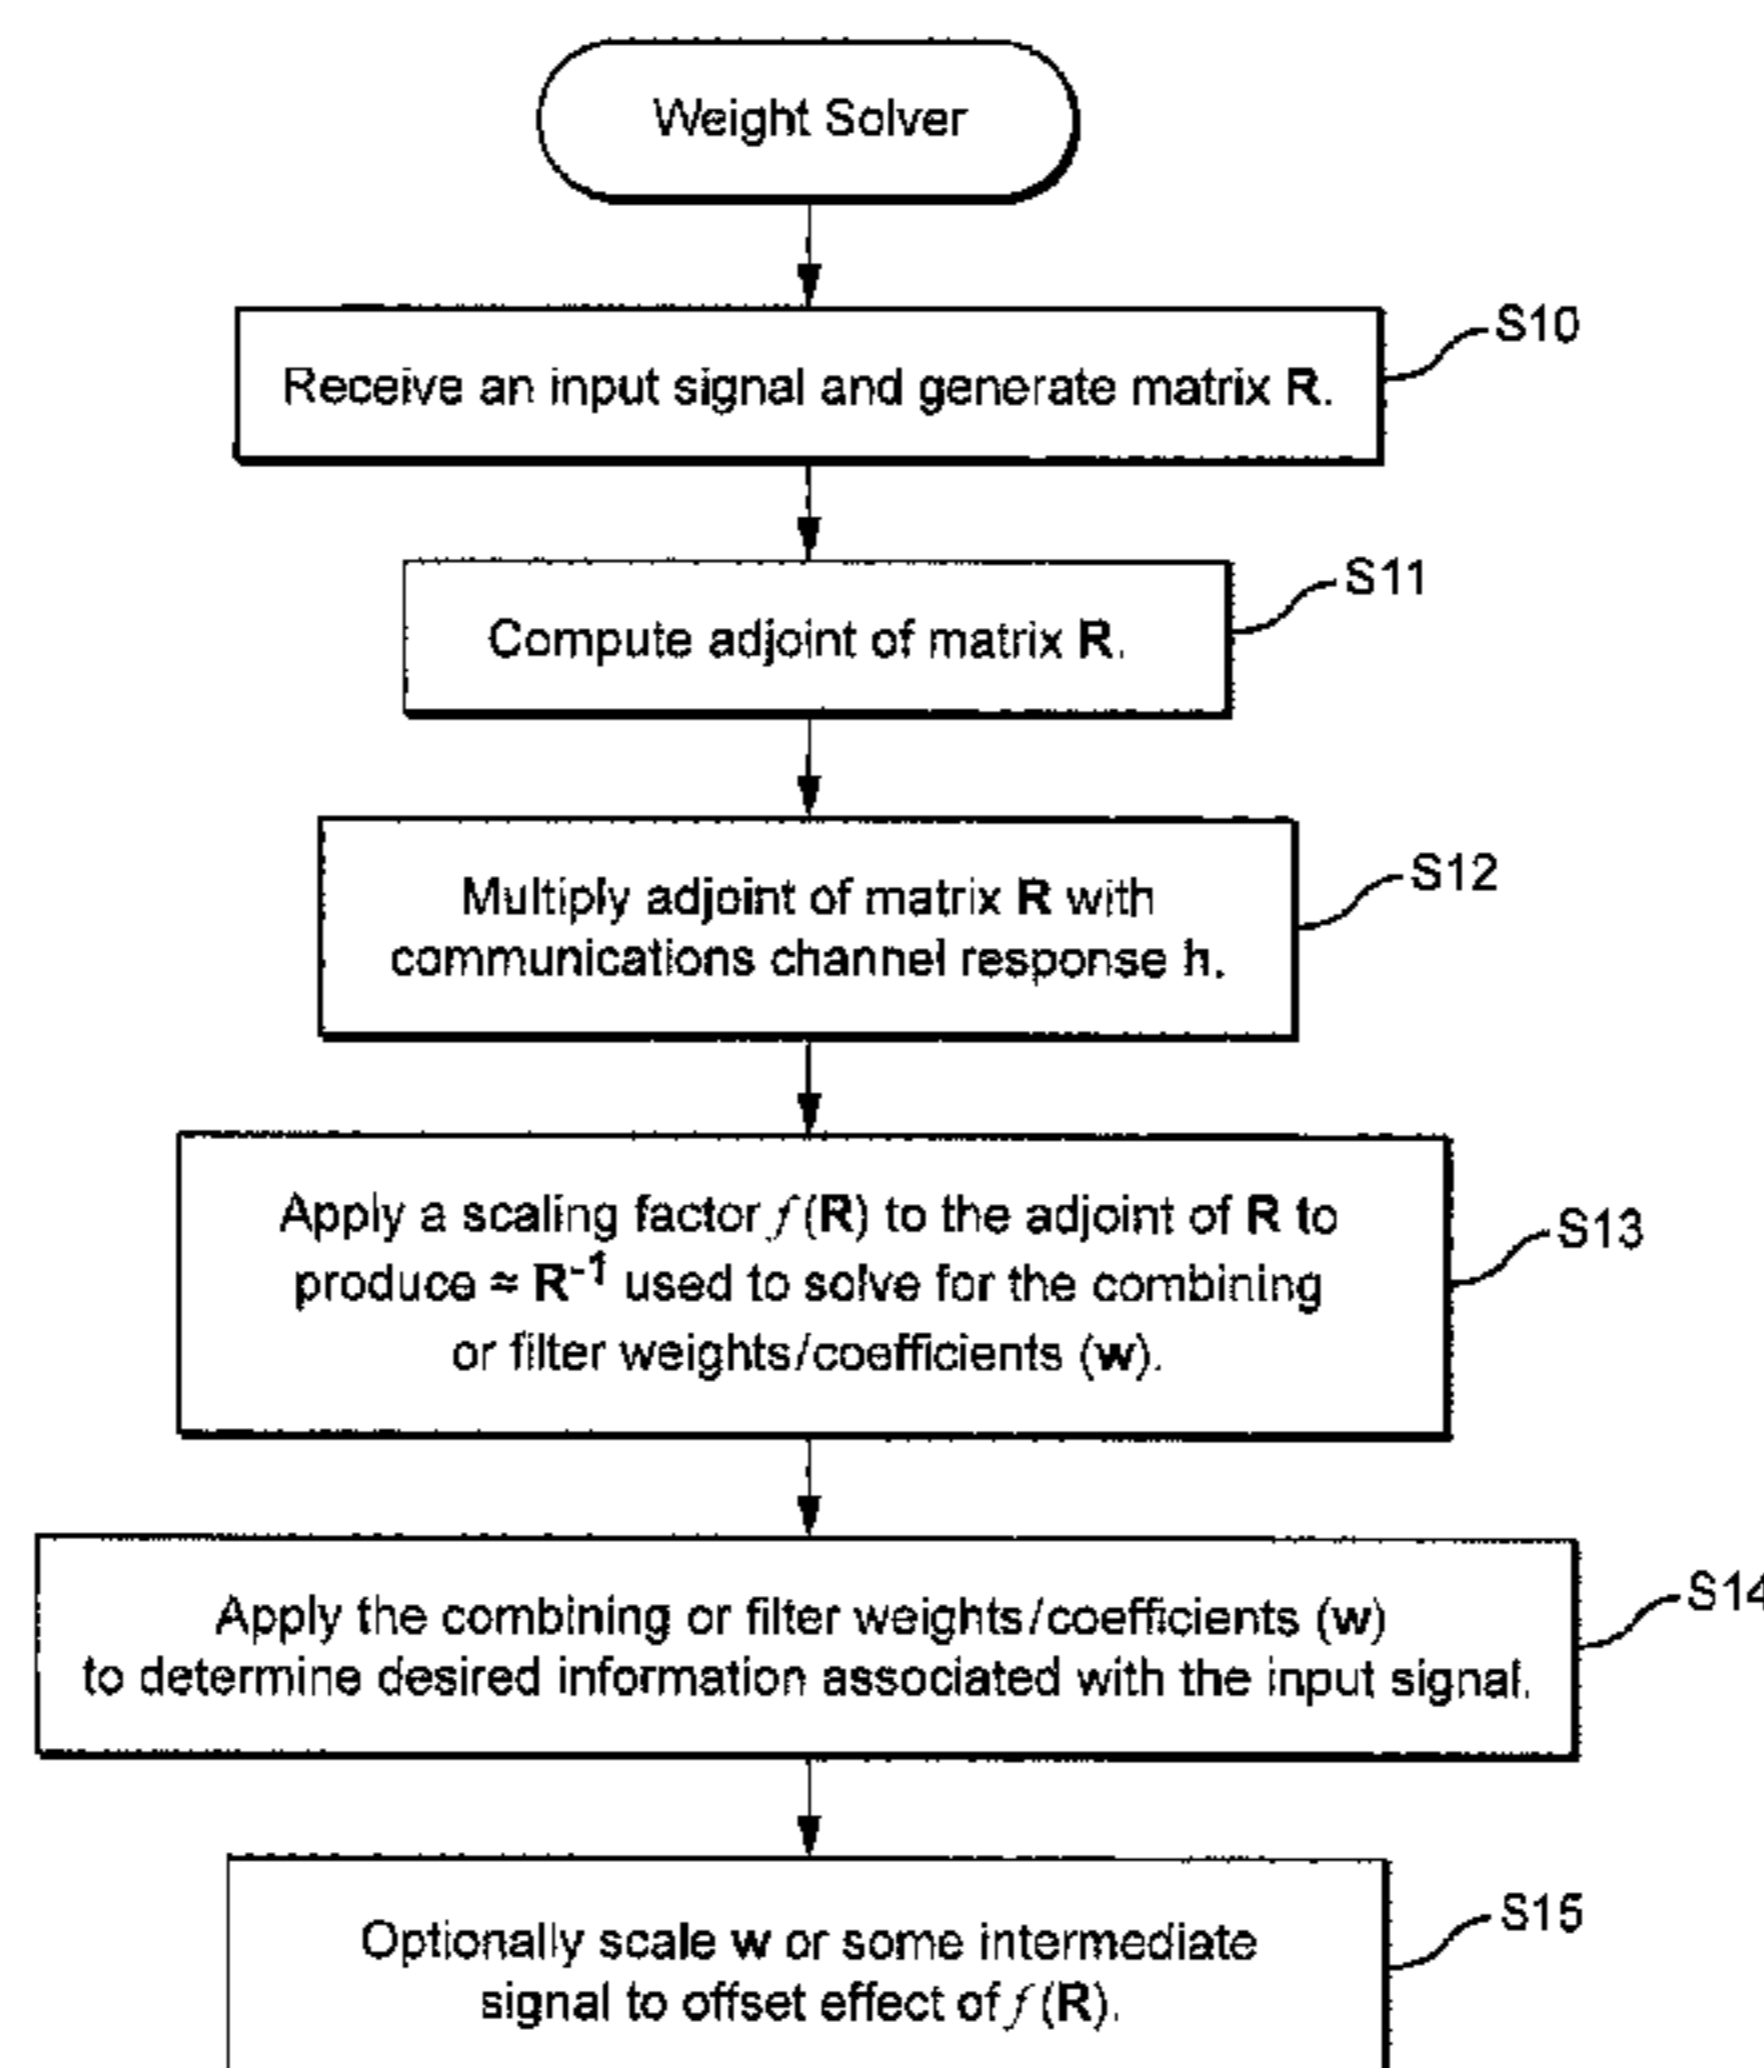 Weight Solver
S10
Receive an input signal and generate matrix R.
S11
Compute adjoint of matrix R.
S12
Multiply adjoint of matrix R with
communications channel response h.
S13
Apply a scaling factor f(R) to the adjoint of R to
produce ≈ R⁻¹ used to solve for the combining
or filter weights/coefficients (w).
S14
Apply the combining or filter weights/coefficients (w)
to determine desired information associated with the input signal.
S15
Optionally scale w or some intermediate
signal to offset effect of f(R).